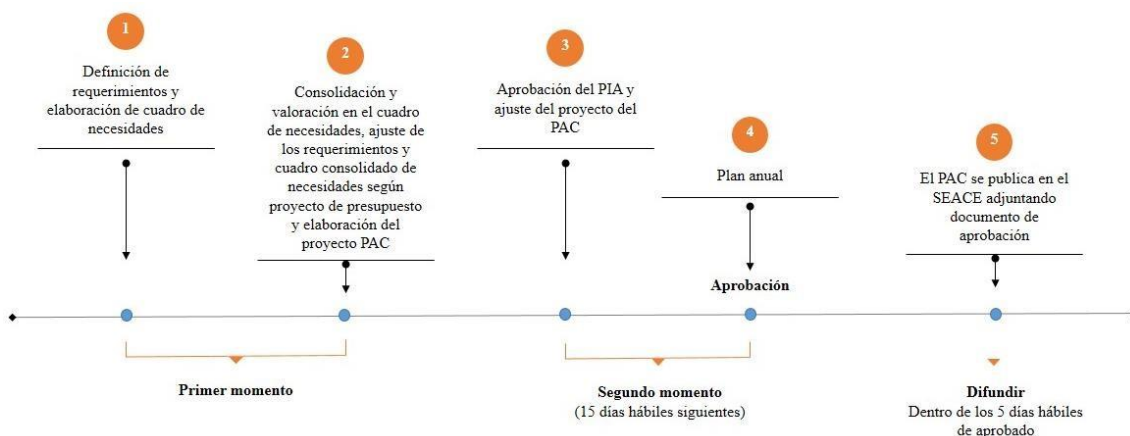 1
Definición de
requerimientos y
elaboración de cuadro de
necesidades
2
Consolidación y
valoración en el cuadro
de necesidades, ajuste de
los requerimientos y
cuadro consolidado de
necesidades según
proyecto de presupuesto
y elaboración del
proyecto PAC
3
Aprobación del PIA y
ajuste del proyecto del
PAC
4
Plan anual
Aprobación
5
El PAC se publica en el
SEACE adjuntando
documento de
aprobación
Primer momento
Segundo momento
(15 días hábiles siguientes)
Difundir
Dentro de los 5 días hábiles
de aprobado